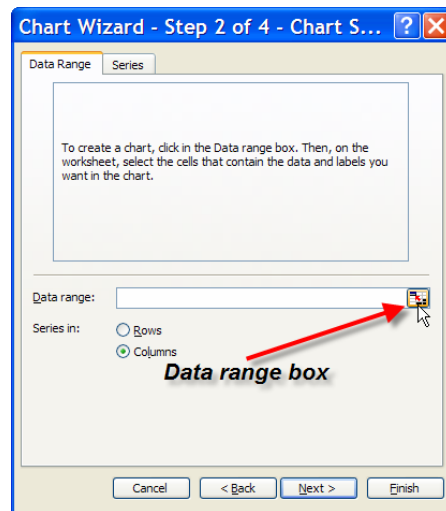 Chart Wizard - Step 2 of 4 - Chart S...
Data Range Series
To create a chart, click in the Data range box. Then, on the
worksheet, select the cells that contain the data and labels you
want in the chart.
Data range:
Series in: Rows
Columns
Data range box
Cancel < Back Next > Finish